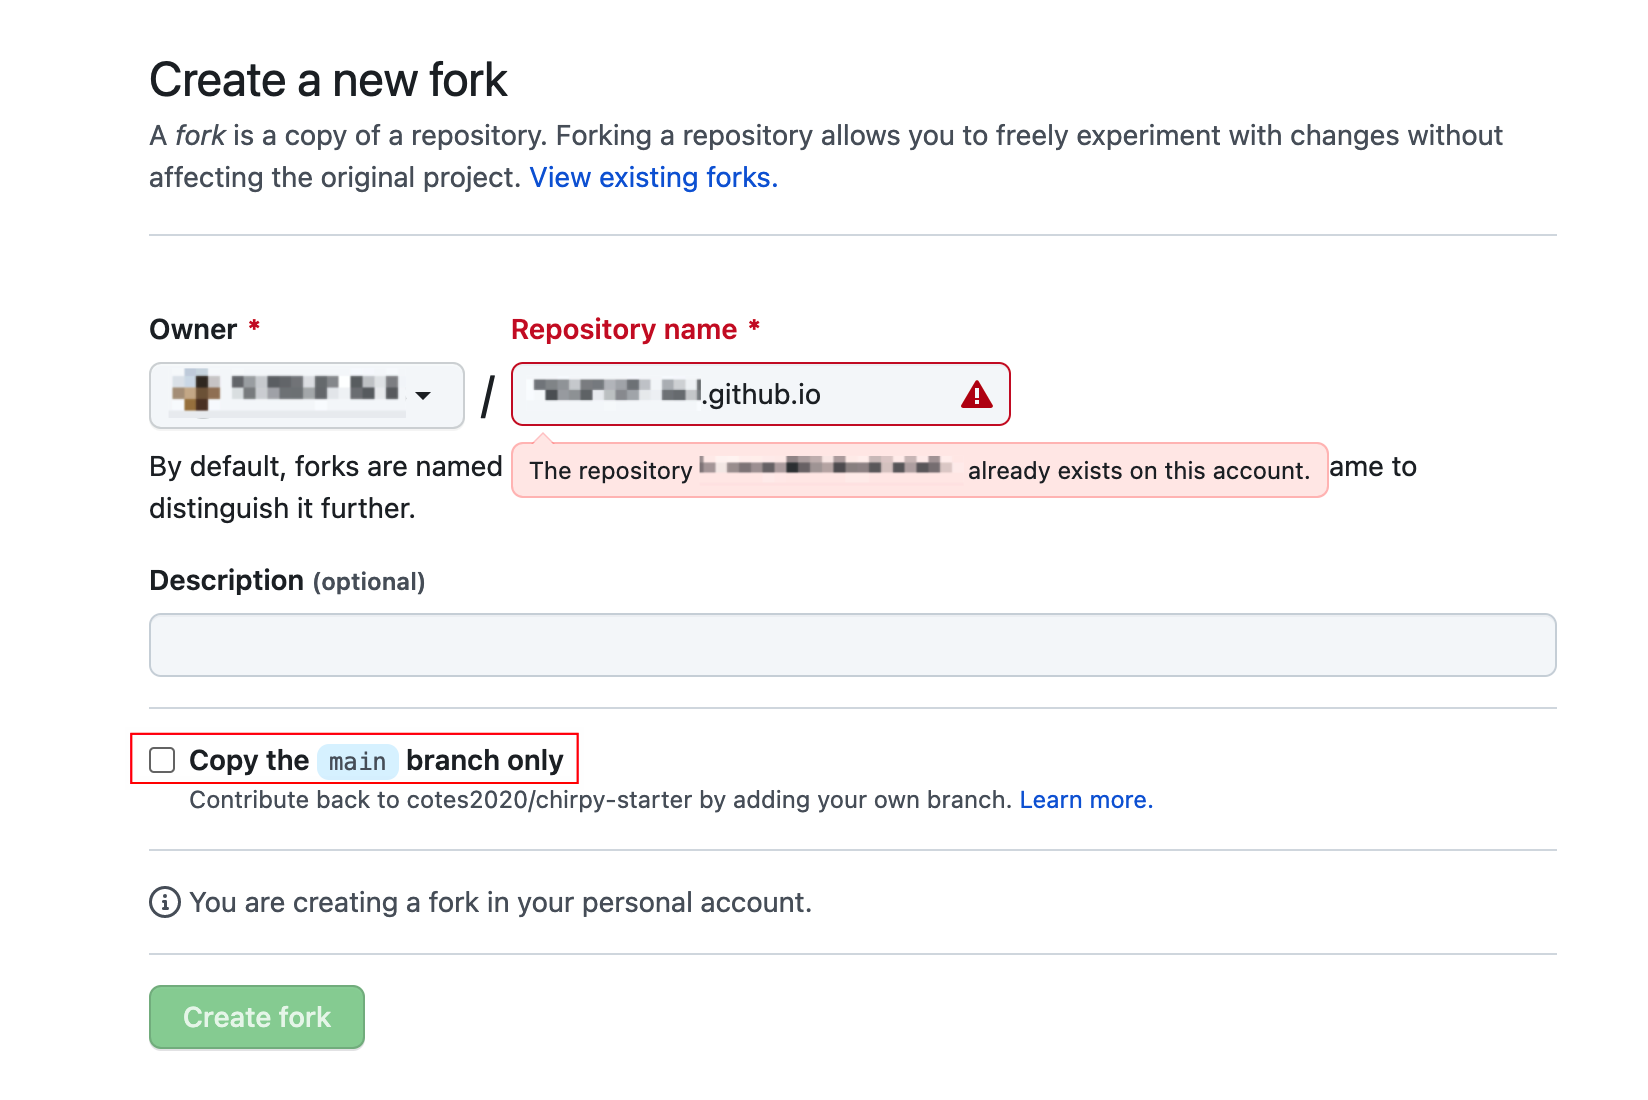 Create a new fork
A fork is a copy of a repository. Forking a repository allows you to freely experiment with changes without
affecting the original project. View existing forks.
Owner *
Repository name *
/ .github.io
By default, forks are named
The repository already exists on this account.
ame to
distinguish it further.
Description (optional)
Copy the main branch only
Contribute back to cotes2020/chirpy-starter by adding your own branch. Learn more.
You are creating a fork in your personal account.
Create fork